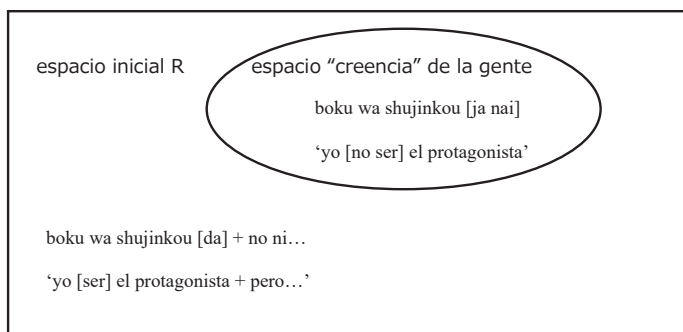 espacio inicial R
espacio “creencia” de la gente
boku wa shujinkou [ja nai]
‘yo [no ser] el protagonista’
boku wa shujinkou [da] + no ni…
‘yo [ser] el protagonista + pero…’